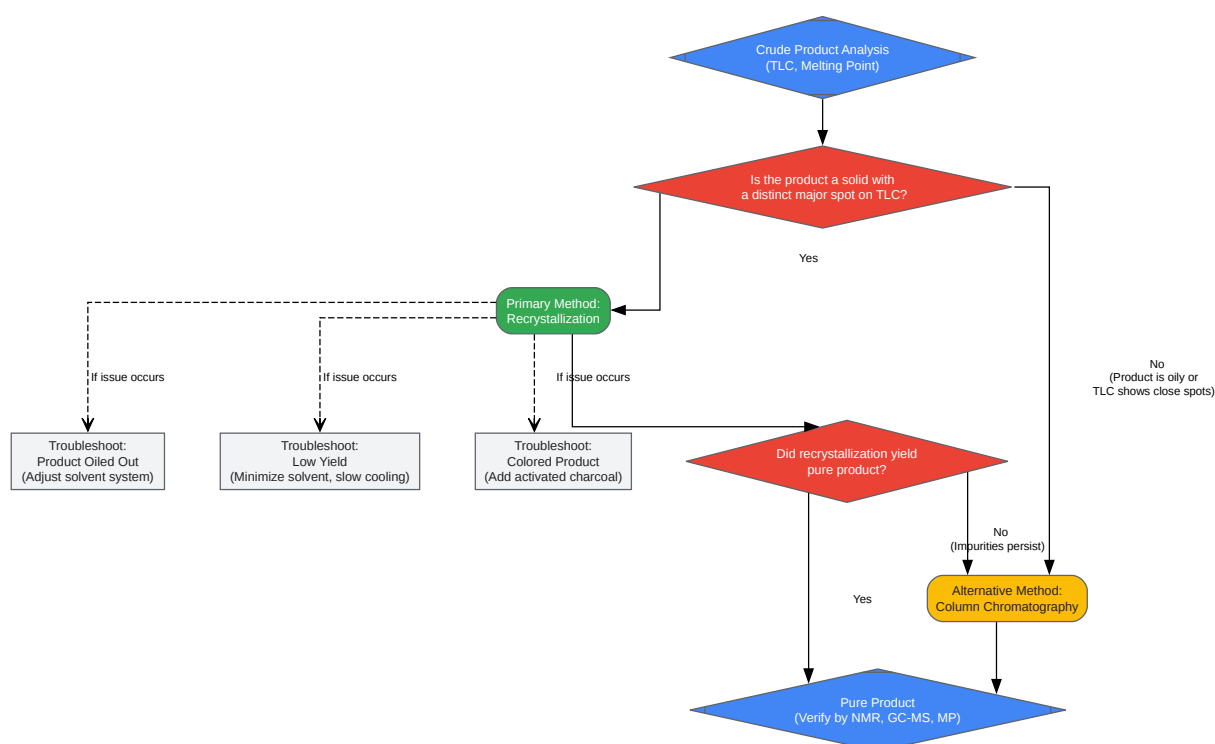 Crude Product Analysis
(TLC, Melting Point)
Is the product a solid with
a distinct major spot on TLC?
Yes
Primary Method:
Recrystallization
No
(Product is oily or
TLC shows close spots)
If issue occurs
If issue occurs
If issue occurs
Troubleshoot:
Product Oiled Out
(Adjust solvent system)
Troubleshoot:
Low Yield
(Minimize solvent, slow cooling)
Troubleshoot:
Colored Product
(Add activated charcoal)
Did recrystallization yield
pure product?
No
(Impurities persist)
Yes
Alternative Method:
Column Chromatography
Pure Product
(Verify by NMR, GC-MS, MP)